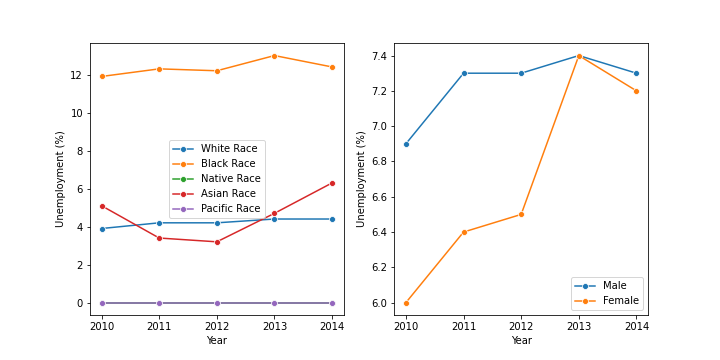 12
10
8
6
4
2
0
Unemployment (%)
White Race
Black Race
Native Race
Asian Race
Pacific Race
2010 2011 2012 2013 2014
Year
7.4
7.2
7.0
6.8
6.6
6.4
6.2
6.0
Unemployment (%)
Male
Female
2010 2011 2012 2013 2014
Year